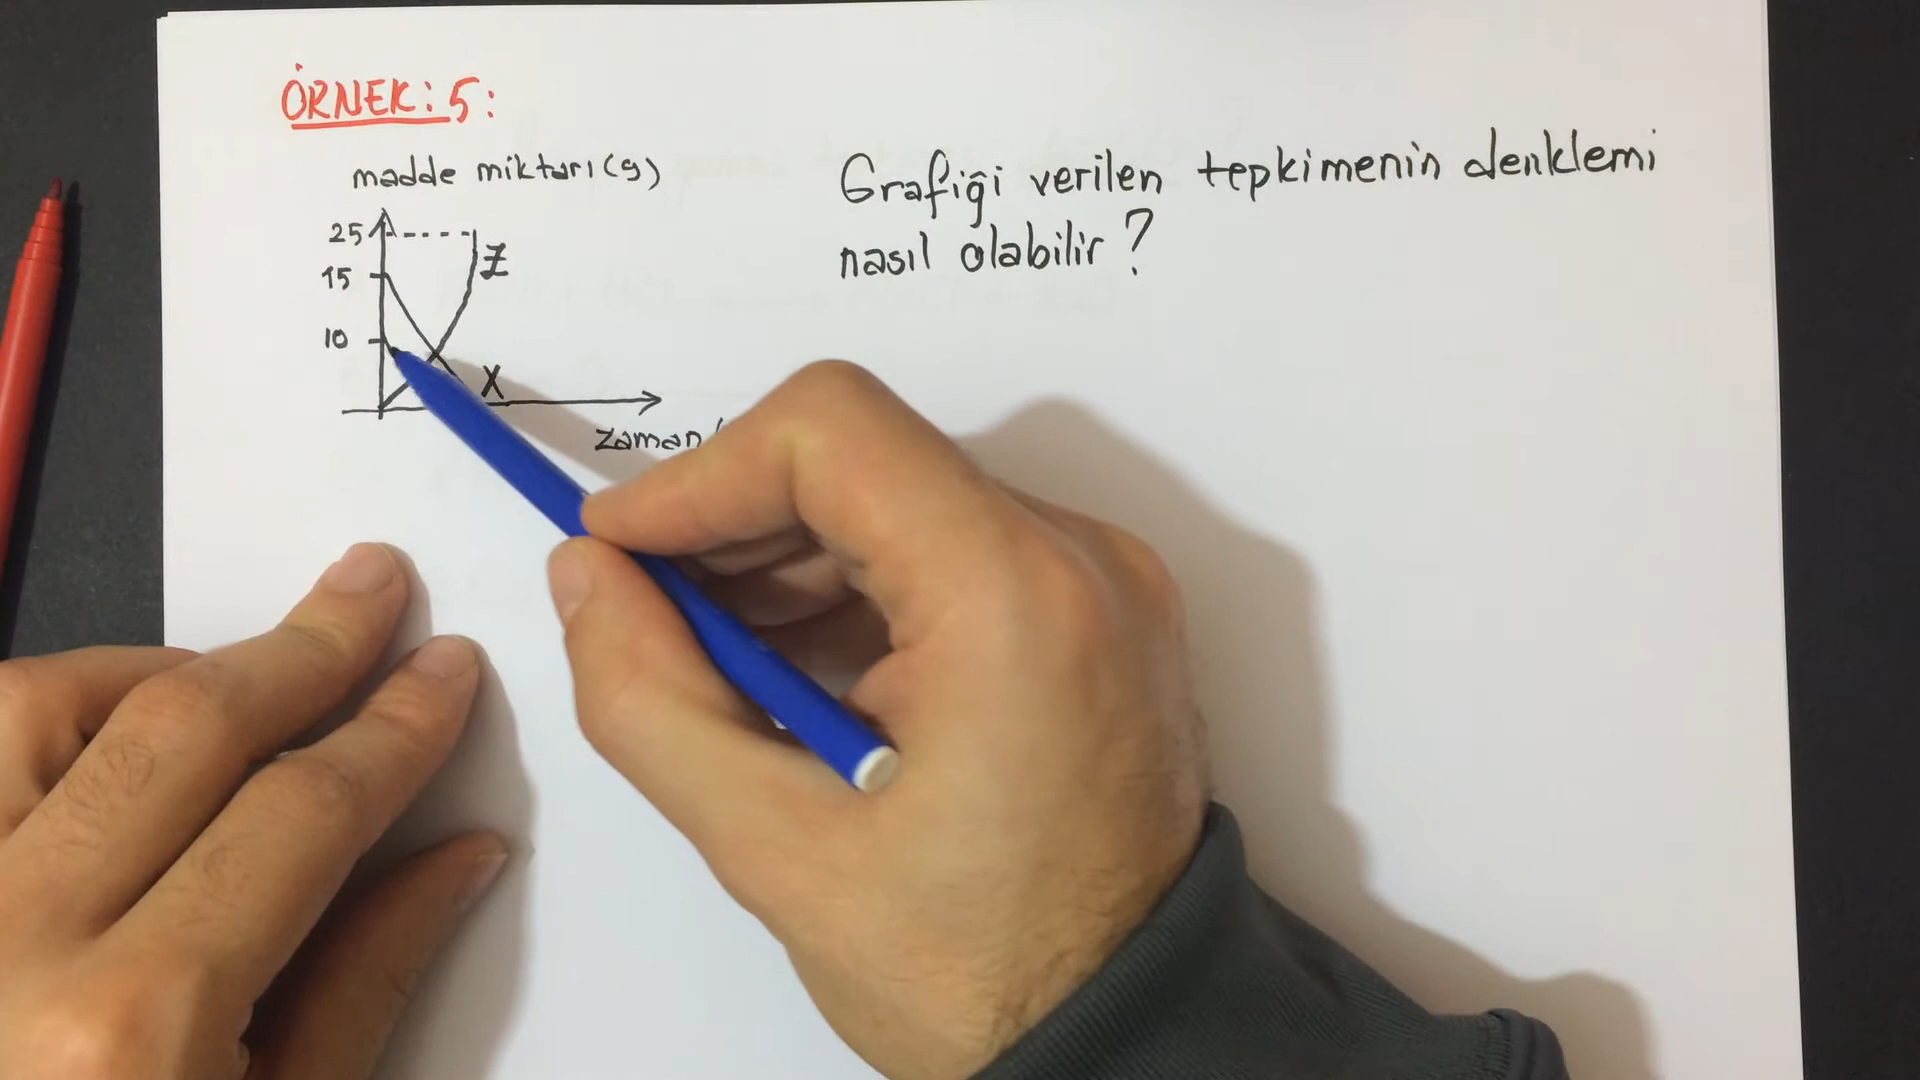 ÖRNEK: 5:
madde miktarı(g)
Grafiği verilen tepkimenin denklemi
nasıl olabilir?
25
Z
15
10
X
zaman(